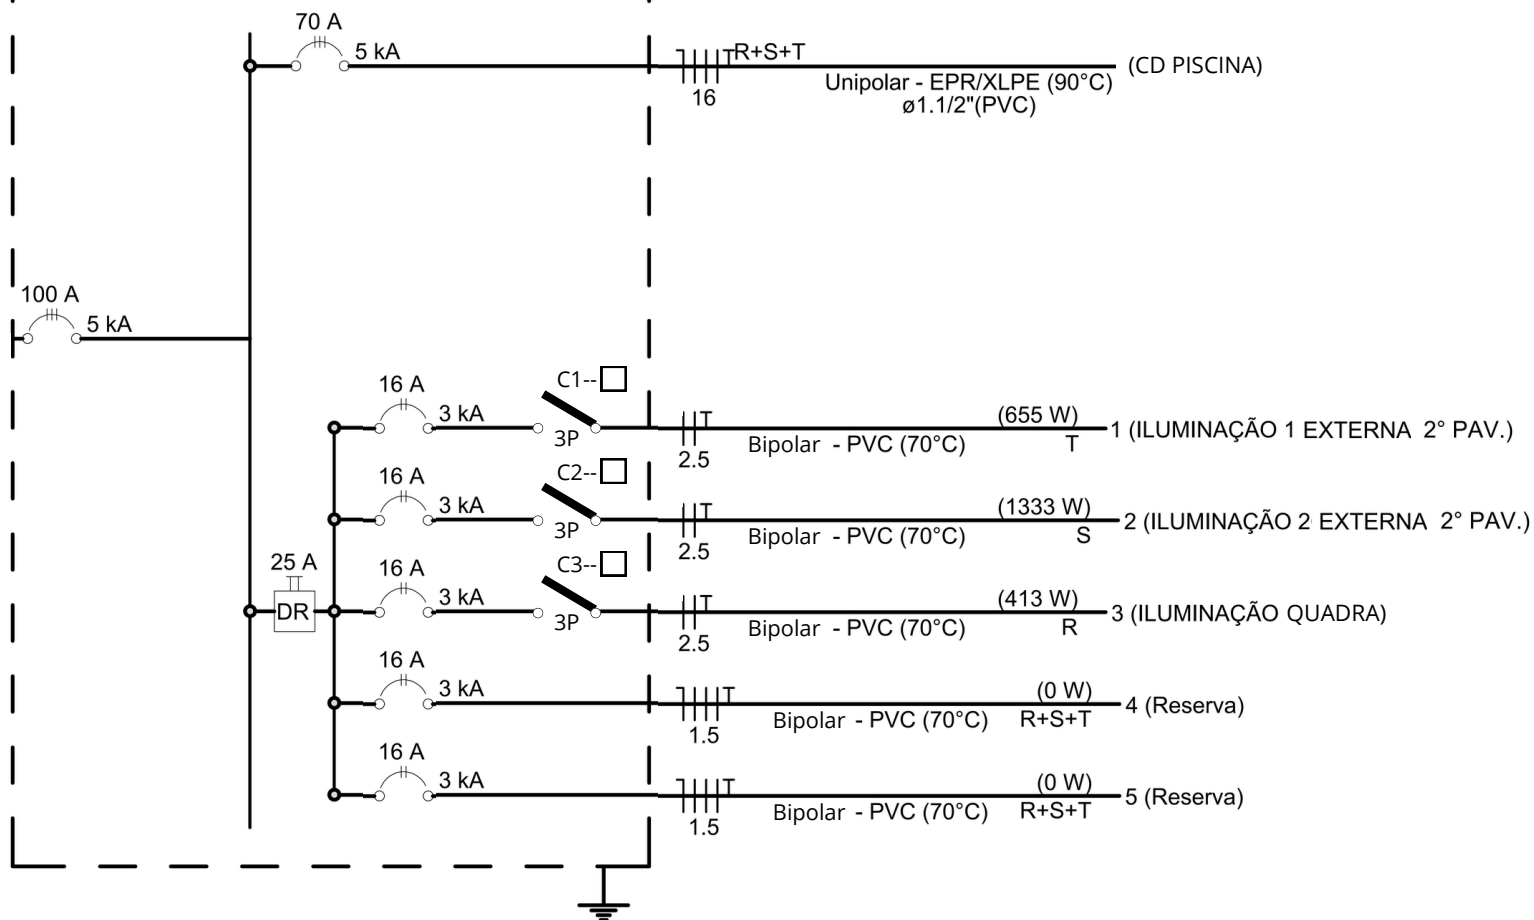 70 A
5 kA
R+S+T
T
(CD PISCINA)
Unipolar - EPR/XLPE (90°C)
16
ø1.1/2"(PVC)
100 A
5 kA
16 A
3 kA
C1--
3P
T
2.5
(655 W)
Bipolar - PVC (70°C)
T
1 (ILUMINAÇÃO 1 EXTERNA 2° PAV.)
16 A
3 kA
C2--
3P
T
2.5
(1333 W)
Bipolar - PVC (70°C)
S
2 (ILUMINAÇÃO 2 EXTERNA 2° PAV.)
25 A
DR
16 A
3 kA
C3--
3P
T
2.5
(413 W)
Bipolar - PVC (70°C)
R
3 (ILUMINAÇÃO QUADRA)
16 A
3 kA
T
1.5
(0 W)
Bipolar - PVC (70°C)
R+S+T
4 (Reserva)
16 A
3 kA
T
1.5
(0 W)
Bipolar - PVC (70°C)
R+S+T
5 (Reserva)